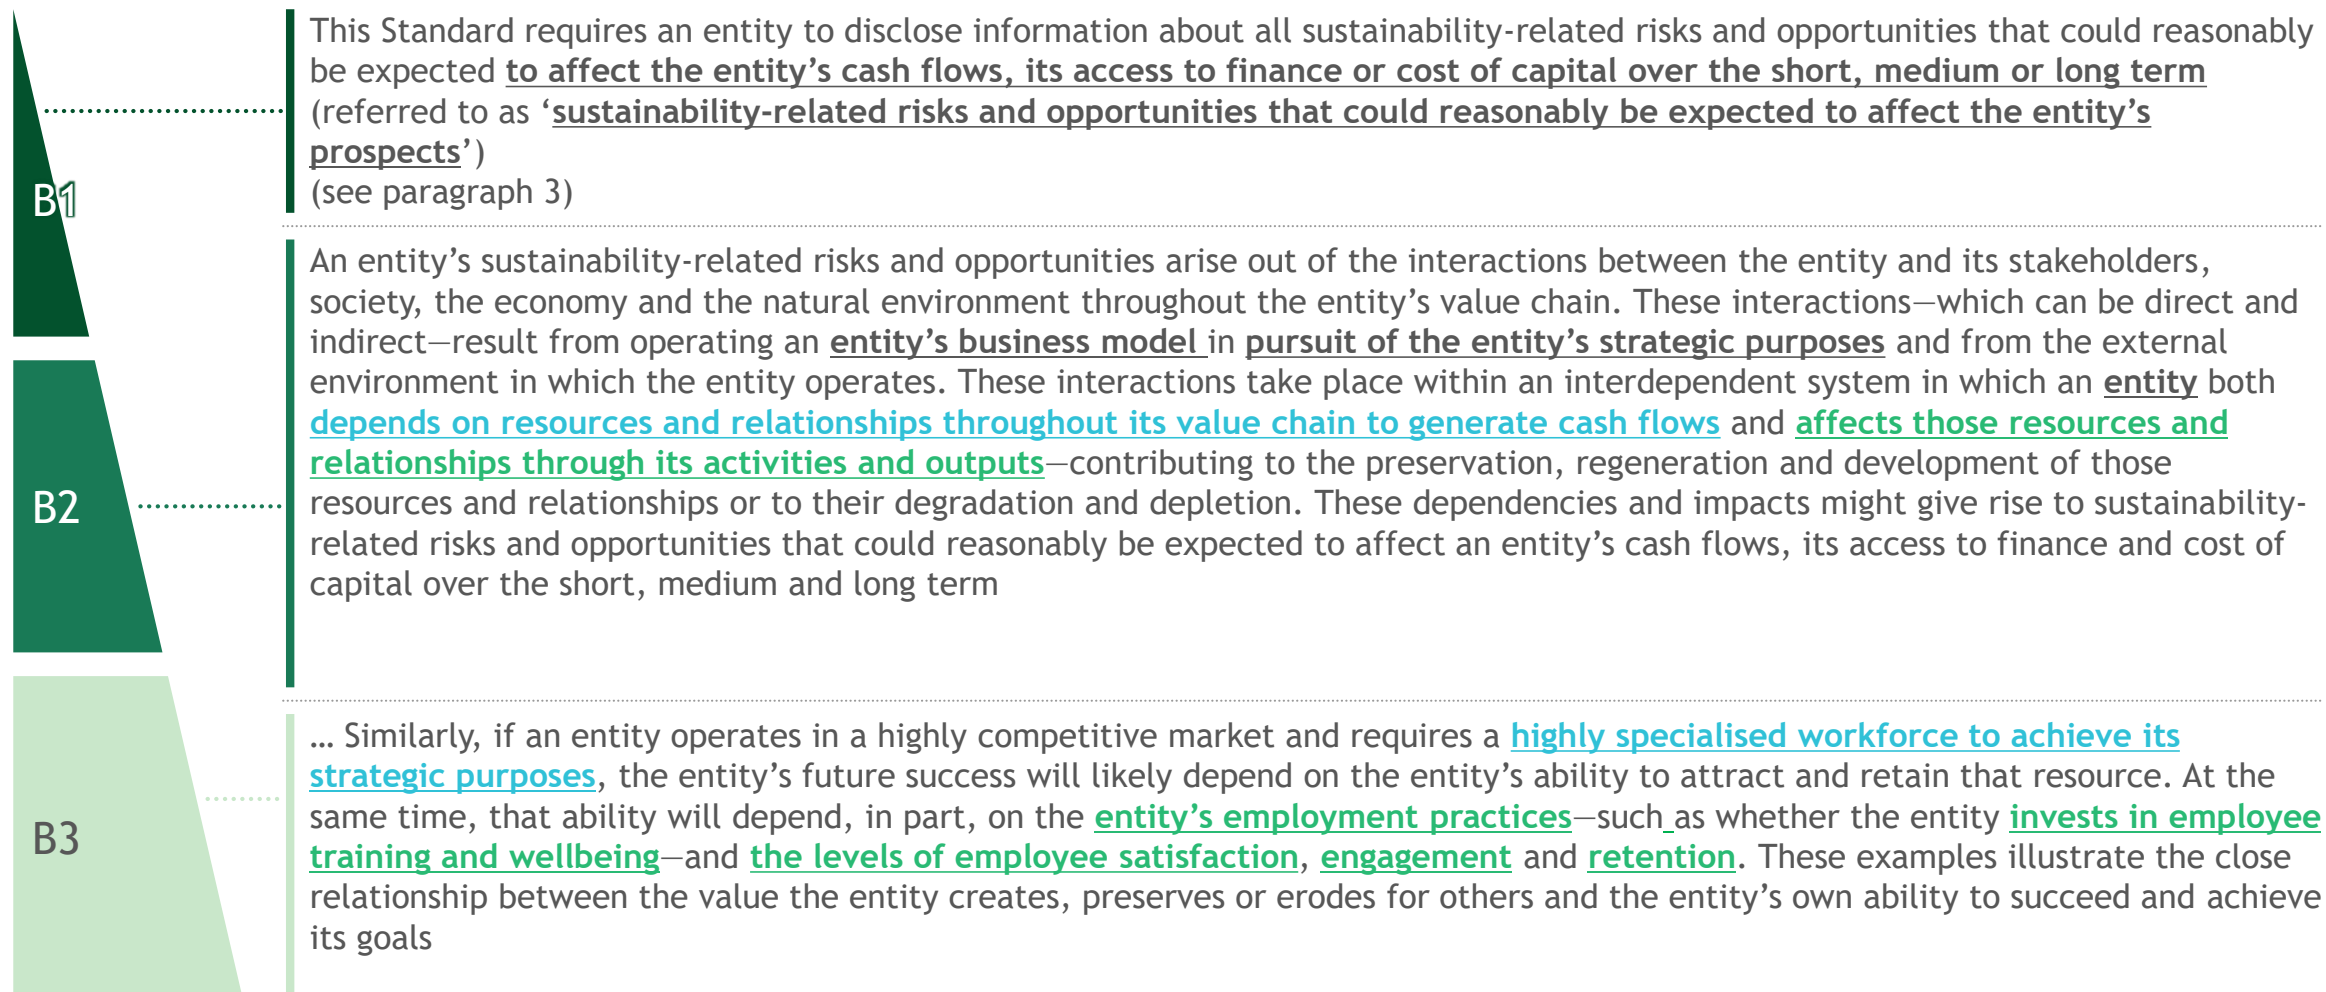 This Standard requires an entity to disclose information about all sustainability-related risks and opportunities that could reasonably
be expected to affect the entity’s cash flows, its access to finance or cost of capital over the short, medium or long term
(referred to as ‘sustainability-related risks and opportunities that could reasonably be expected to affect the entity’s
prospects’)
(see paragraph 3)
B1
An entity’s sustainability-related risks and opportunities arise out of the interactions between the entity and its stakeholders,
society, the economy and the natural environment throughout the entity’s value chain. These interactions—which can be direct and
indirect—result from operating an entity’s business model in pursuit of the entity’s strategic purposes and from the external
environment in which the entity operates. These interactions take place within an interdependent system in which an entity both
depends on resources and relationships throughout its value chain to generate cash flows and affects those resources and
relationships through its activities and outputs—contributing to the preservation, regeneration and development of those
resources and relationships or to their degradation and depletion. These dependencies and impacts might give rise to sustainability-
related risks and opportunities that could reasonably be expected to affect an entity’s cash flows, its access to finance and cost of
capital over the short, medium and long term
B2
… Similarly, if an entity operates in a highly competitive market and requires a highly specialised workforce to achieve its
strategic purposes, the entity’s future success will likely depend on the entity’s ability to attract and retain that resource. At the
same time, that ability will depend, in part, on the entity’s employment practices—such as whether the entity invests in employee
training and wellbeing—and the levels of employee satisfaction, engagement and retention. These examples illustrate the close
relationship between the value the entity creates, preserves or erodes for others and the entity’s own ability to succeed and achieve
its goals
B3